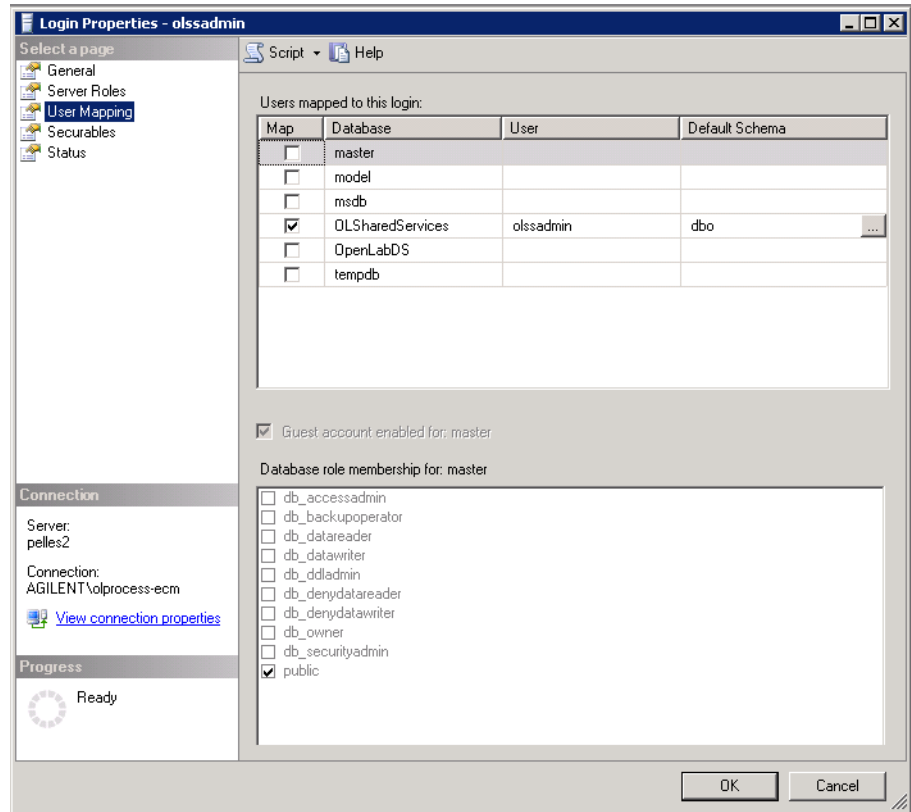 Login Properties - olssadmin
Select a page
General
Server Roles
User Mapping
Securables
Status
Script Help
Users mapped to this login:
Map Database User Default Schema
master
model
msdb
OLSharedServices olssadmin dbo ...
OpenLabDS
tempdb
Guest account enabled for: master
Database role membership for: master
db_accessadmin
db_backupoperator
db_datareader
db_datawriter
db_ddladmin
db_denydatareader
db_denydatawriter
db_owner
db_securityadmin
public
Connection
Server:
pelles2
Connection:
AGILENT\olprocess-ecm
View connection properties
Progress
Ready
OK Cancel